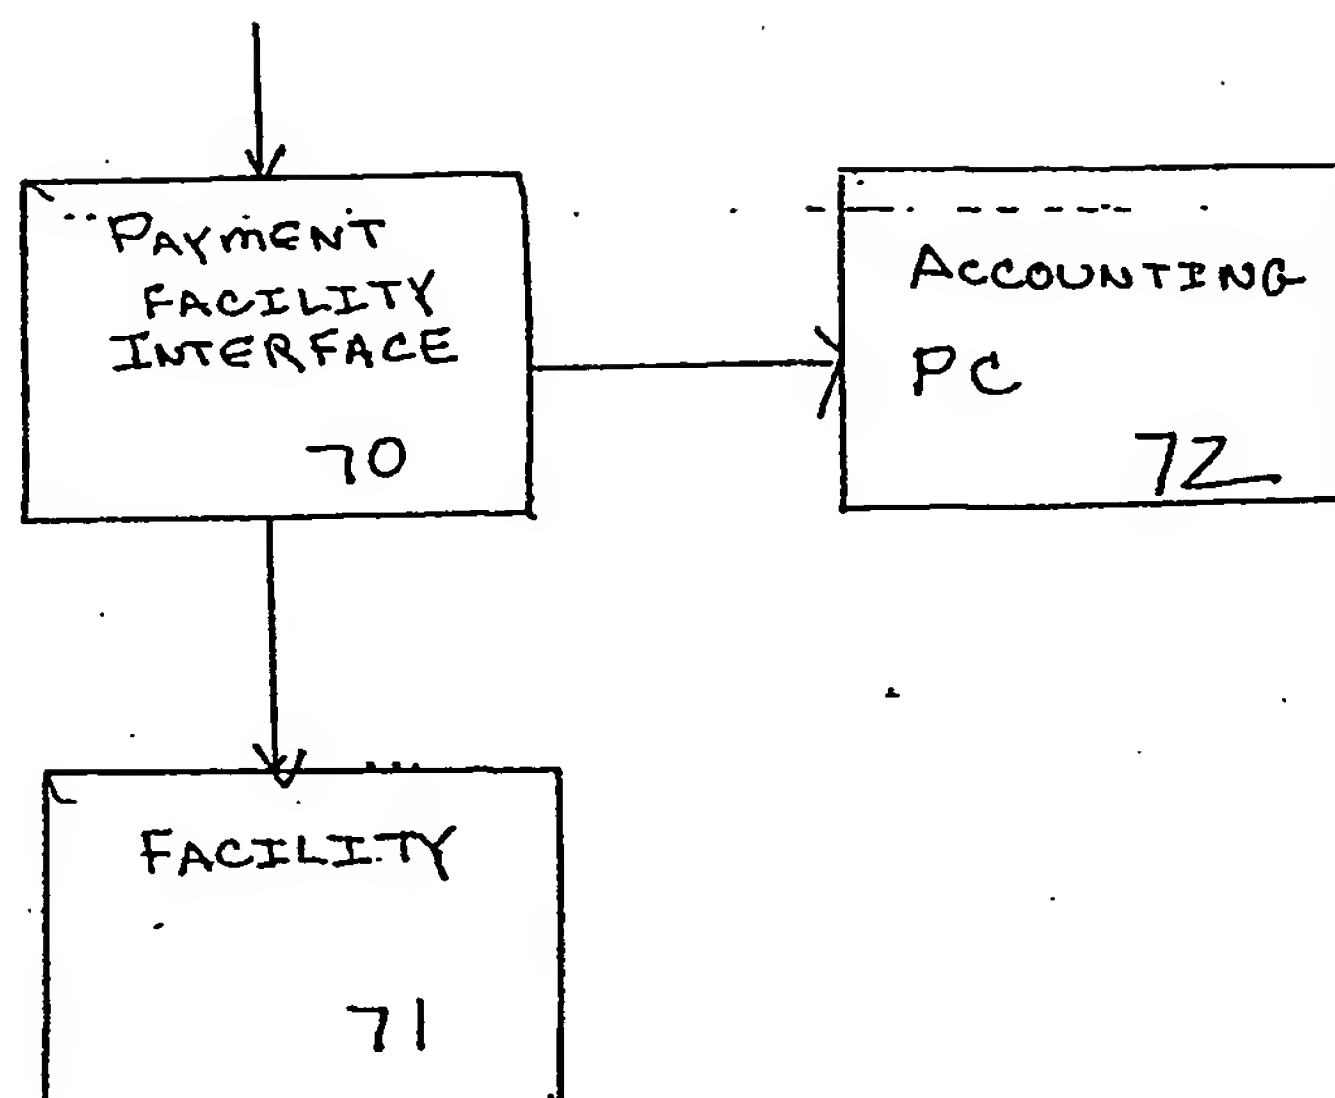 PAYMENT
FACILITY
INTERFACE
70
ACCOUNTING
PC
72
FACILITY
71